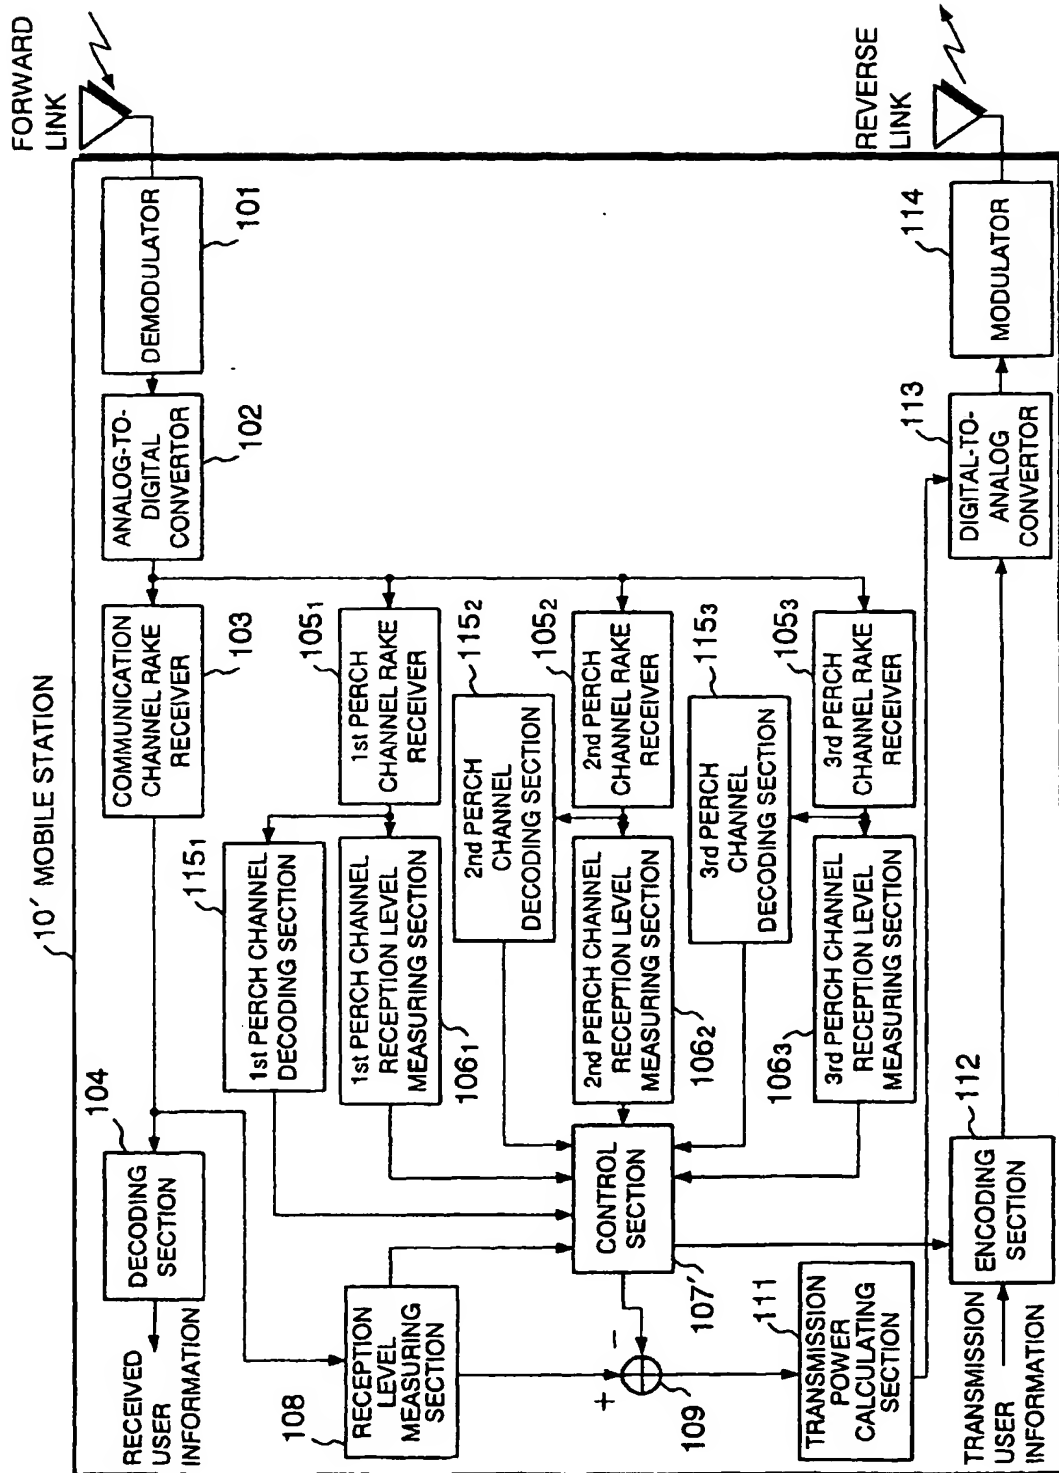 10′ MOBILE STATION
FORWARD
LINK
DEMODULATOR
101
ANALOG-TO-
DIGITAL
CONVERTOR
102
COMMUNICATION
CHANNEL RAKE
RECEIVER
103
DECODING
SECTION
104
RECEIVED
USER
INFORMATION
1st PERCH
CHANNEL RAKE
RECEIVER
105₁
1st PERCH CHANNEL
DECODING SECTION
115₁
1st PERCH CHANNEL
RECEPTION LEVEL
MEASURING SECTION
106₁
2nd PERCH
CHANNEL
DECODING SECTION
115₂
2nd PERCH
CHANNEL RAKE
RECEIVER
105₂
2nd PERCH CHANNEL
RECEPTION LEVEL
MEASURING SECTION
106₂
3rd PERCH
CHANNEL
DECODING SECTION
115₃
3rd PERCH
CHANNEL RAKE
RECEIVER
105₃
3rd PERCH CHANNEL
RECEPTION LEVEL
MEASURING SECTION
106₃
CONTROL
SECTION
107′
RECEPTION
LEVEL
MEASURING
SECTION
108
+
−
109
TRANSMISSION
POWER
CALCULATING
SECTION
111
TRANSMISSION
USER
INFORMATION
ENCODING
SECTION
112
DIGITAL-TO-
ANALOG
CONVERTOR
113
MODULATOR
114
REVERSE
LINK